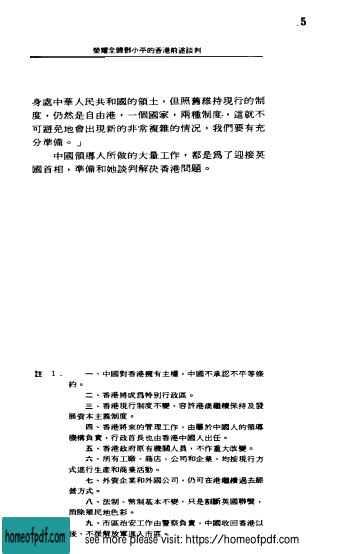 5
榮耀全歸鄧小平的香港前途談判
身處中華人民共和國的領土，但照舊維持現行的制
度，仍然是自由港，一個國家，兩種制度，這就不
可避免地會出現新的非常複雜的情況，我們要有充
分準備。」
中國領導人所做的大量工作，都是爲了迎接英
國首相，準備和她談判解決香港問題。
註 1. 一、中國對香港擁有主權，中國不承認不平等條
約。
二、香港將成爲特別行政區。
三、香港現行制度不變，容許港澳繼續保持及發
展資本主義制度。
四、香港將來的管理工作，由屬於中國人的領導
機構負責，行政首長也由香港中國人出任。
五、香港政府原有機關人員，不作重大改變。
六、所有工廠、商店、公司和企業，均按現行方
式進行生產和商業活動。
七、外資企業和外國公司，仍可在港繼續過去經
營方式。
八、法制、幣制基本不變，只是割斷英國聯繫，
消除殖民地色彩。
九、市區治安工作由警察負責，中國收回香港以
後，不派解放軍進入市區。
homeofpdf.com
see more please visit: https://homeofpdf.com